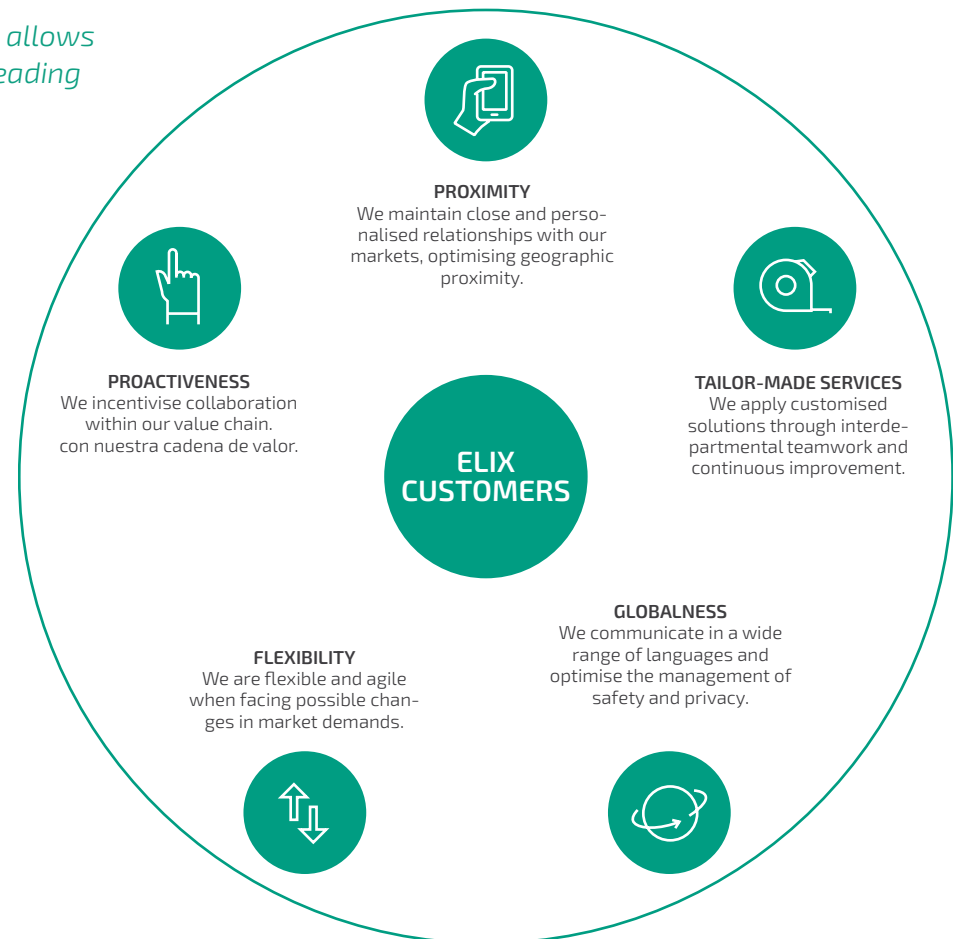 allows
eading
PROXIMITY
We maintain close and perso-
nalised relationships with our
markets, optimising geographic
proximity.
PROACTIVENESS
We incentivise collaboration
within our value chain.
con nuestra cadena de valor.
TAILOR-MADE SERVICES
We apply customised
solutions through interde-
partmental teamwork and
continuous improvement.
ELIX
CUSTOMERS
FLEXIBILITY
We are flexible and agile
when facing possible chan-
ges in market demands.
GLOBALNESS
We communicate in a wide
range of languages and
optimise the management of
safety and privacy.